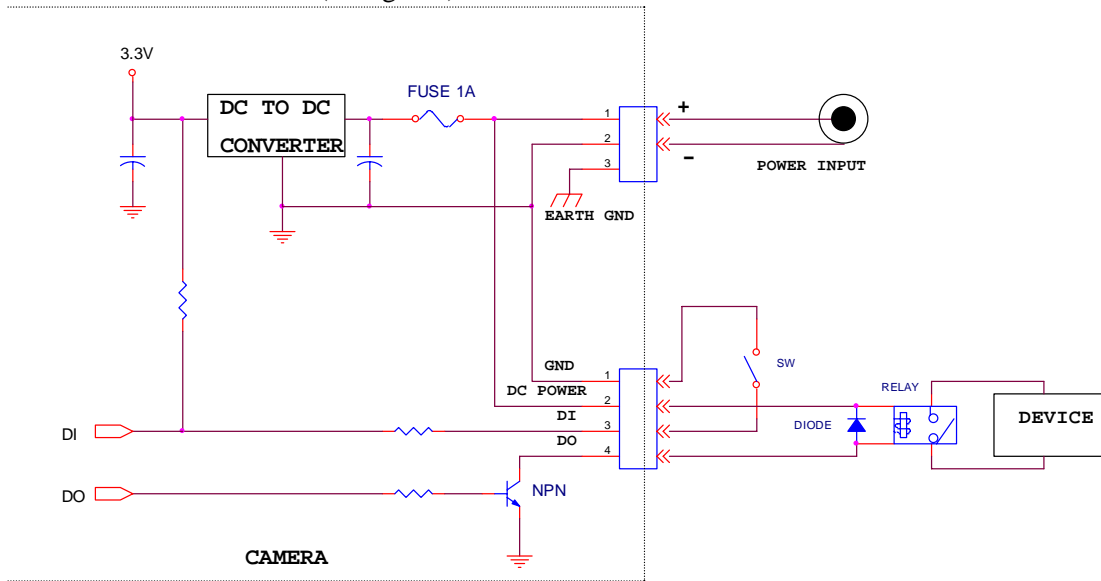 3.3V
FUSE 1A
DC TO DC
CONVERTER
1
2
3
+
-
POWER INPUT
EARTH GND
GND
DC POWER
DI
DO
1
2
3
4
SW
RELAY
DIODE
DEVICE
DI
DO
NPN
CAMERA